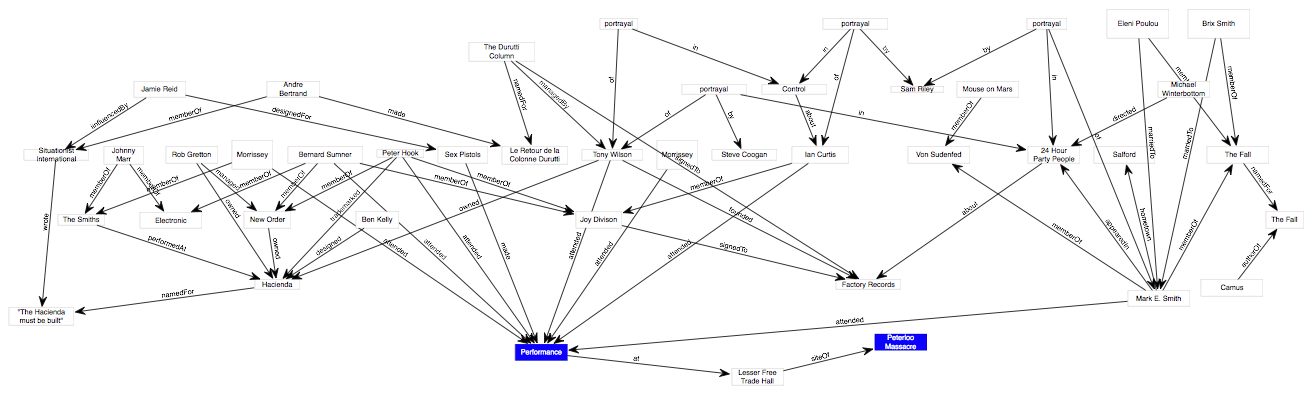 portrayal
portrayal
portrayal
Eleni Poulou
Brix Smith
The Durutti
Column
in
of
in
of
by
by
in
of
Jamie Reid
Andre
Bertrand
namedFor
managedBy
portrayal
Control
Sam Riley
Mouse on Mars
Michael
Winterbottom
memberOf
influencedBy
memberOf
designedFor
made
of
by
in
about
memberOf
directed
marriedTo
marriedTo
Situationist
International
Johnny
Marr
Rob Gretton
Morrissey
Bernard Sumner
Peter Hook
Sex Pistols
Le Retour de la
Colonne Durutti
Tony Wilson
Morrissey
signedTo
Steve Coogan
Ian Curtis
Von Sudenfed
24 Hour
Party People
Salford
The Fall
memberOf
memberOf
memberOf
memberOf
memberOf
memberOf
memberOf
memberOf
memberOf
namedFor
wrote
owned
trademarked
owned
founded
The Smiths
Electronic
New Order
Ben Kelly
Joy Divison
The Fall
performedAt
owned
designed
attended
attended
attended
made
attended
attended
attended
signedTo
memberOf
appearedIn
hometown
memberOf
about
authorOf
Hacienda
Factory Records
Camus
namedFor
Mark E. Smith
"The Hacienda
must be built"
attended
Performance
at
siteOf
Peterloo
Massacre
Lesser Free
Trade Hall